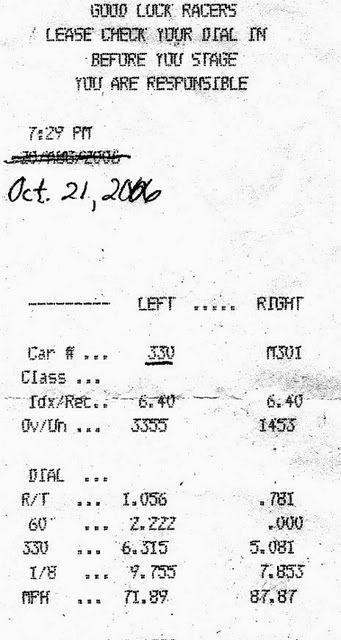 GOOD LUCK RACERS
LEASE CHECK YOUR DIAL IN
BEFORE YOU STAGE
YOU ARE RESPONSIBLE
7:29 PM
20/AUG/2006
Oct. 21, 2006
---------- LEFT ..... RIGHT
Car # ... 330 M301
Class ...
Idx/Ret.. 6.40 6.40
Ov/Un ... 3355 1453
DIAL ...
R/T ... 1.056 .781
60' ... 2.222 .000
330 ... 6.315 5.081
1/8 ... 9.755 7.853
MPH ... 71.89 87.87